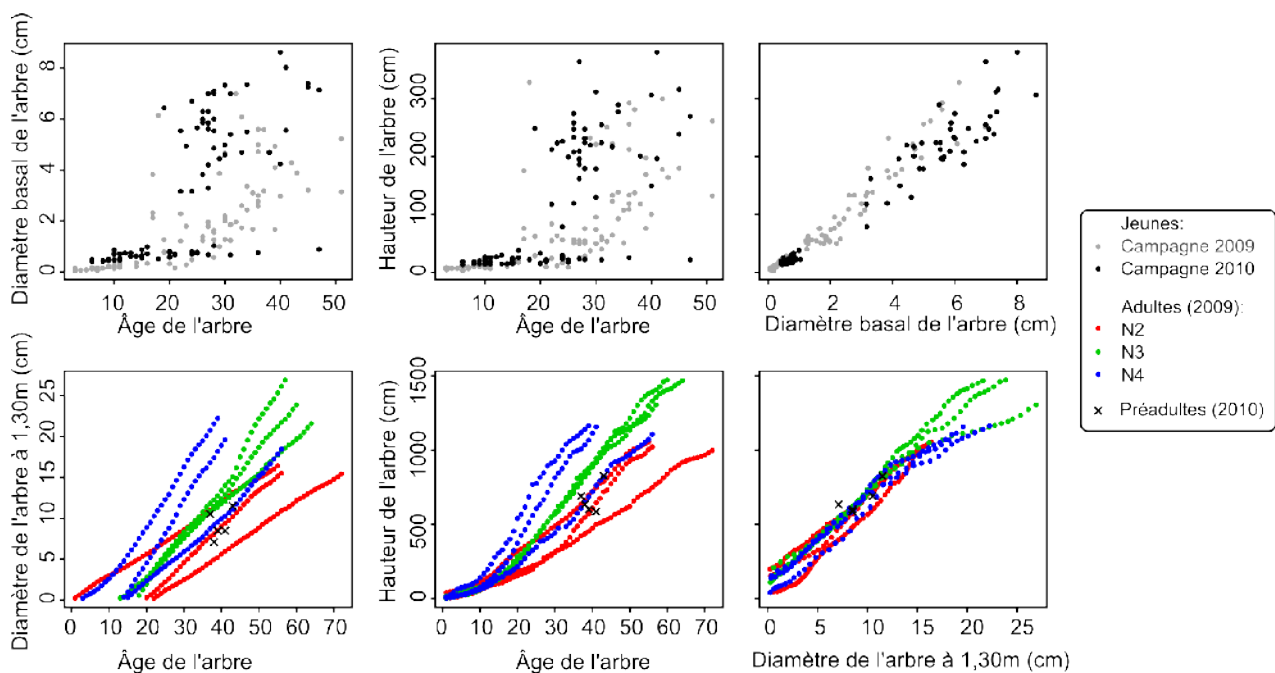 Diamètre basal de l'arbre (cm)
0 2 4 6 8
10 20 30 40 50
Âge de l'arbre
Hauteur de l'arbre (cm)
0 100 200 300
10 20 30 40 50
Âge de l'arbre
0 2 4 6 8
Diamètre basal de l'arbre (cm)
Jeunes:
Campagne 2009
Campagne 2010
Adultes (2009):
N2
N3
N4
Préadultes (2010)
Diamètre de l'arbre à 1,30m (cm)
0 5 10 15 20 25
0 10 20 30 40 50 60 70
Âge de l'arbre
Hauteur de l'arbre (cm)
0 500 1000 1500
0 10 20 30 40 50 60 70
Âge de l'arbre
0 5 10 15 20 25
Diamètre de l'arbre à 1,30m (cm)